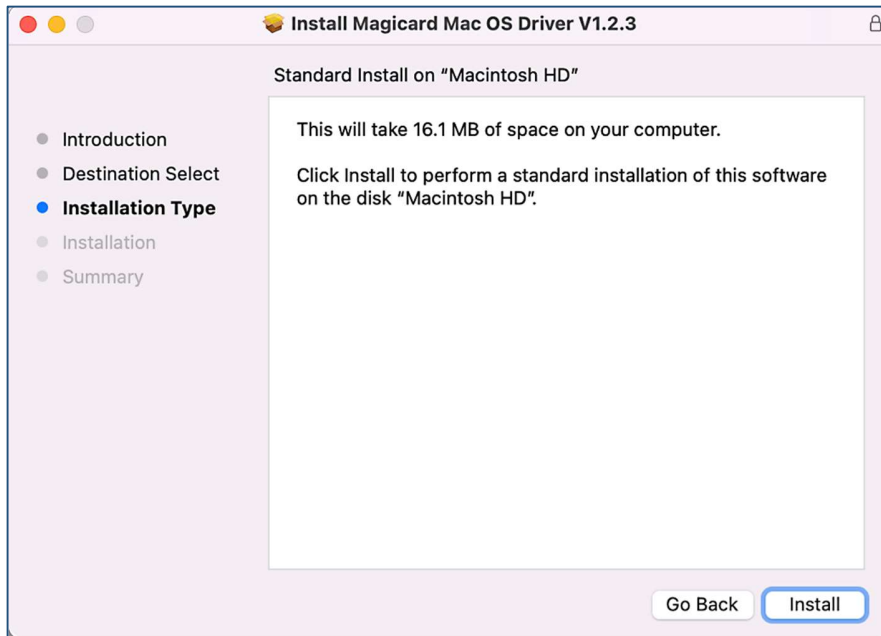 Install Magicard Mac OS Driver V1.2.3
Standard Install on “Macintosh HD”
Introduction
Destination Select
Installation Type
Installation
Summary
This will take 16.1 MB of space on your computer.
Click Install to perform a standard installation of this software
on the disk “Macintosh HD”.
Go Back
Install